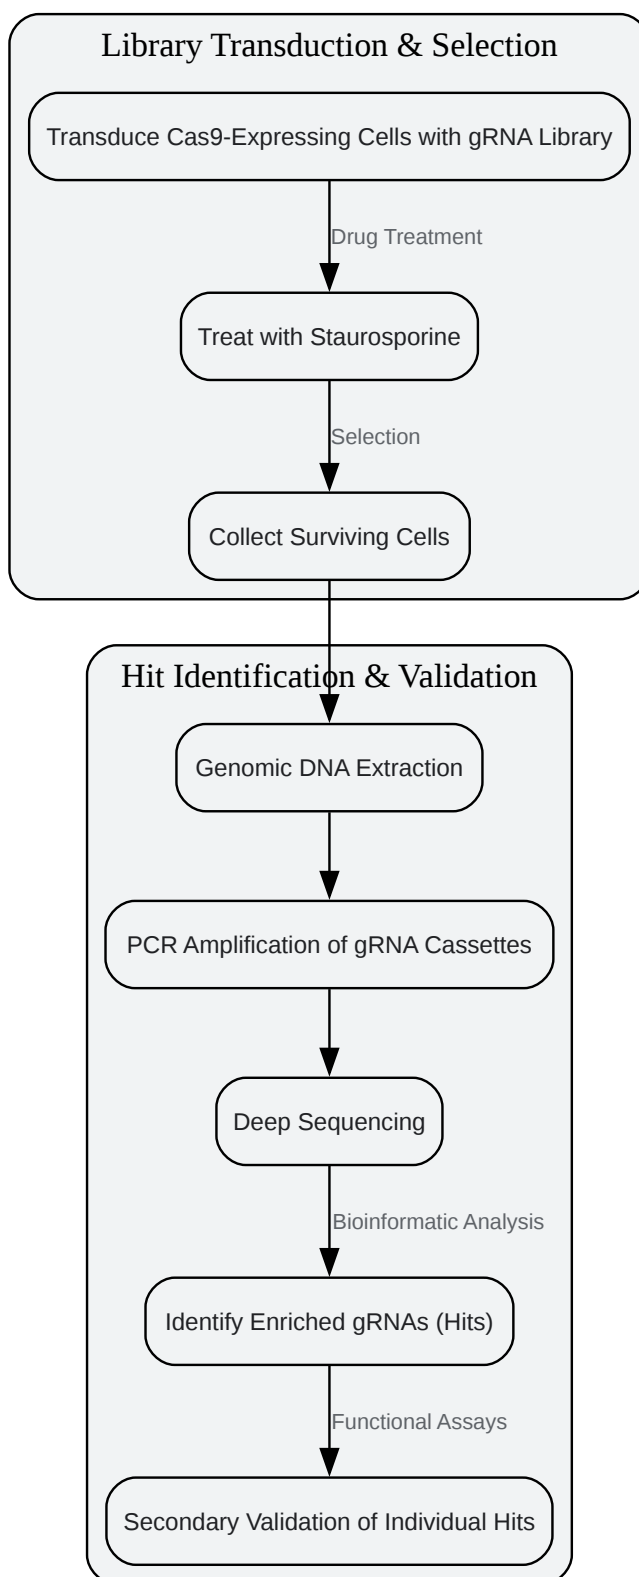 Library Transduction & Selection
Transduce Cas9-Expressing Cells with gRNA Library
Drug Treatment
Treat with Staurosporine
Selection
Collect Surviving Cells
Hit Identification & Validation
Genomic DNA Extraction
PCR Amplification of gRNA Cassettes
Deep Sequencing
Bioinformatic Analysis
Identify Enriched gRNAs (Hits)
Functional Assays
Secondary Validation of Individual Hits